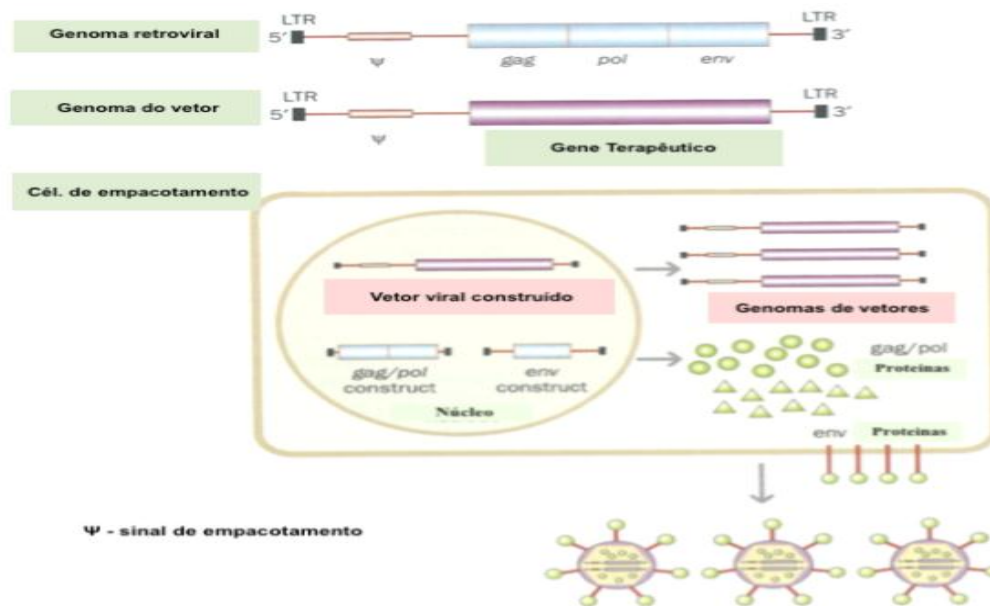 Genoma retroviral
LTR
5′
LTR
3′
Ψ
gag
pol
env
Genoma do vetor
LTR
5′
LTR
3′
Ψ
Gene Terapêutico
Cél. de empacotamento
Vetor viral construído
Genomas de vetores
gag/pol
construct
env
construct
Núcleo
gag/pol
Proteinas
env
Proteinas
Ψ - sinal de empacotamento